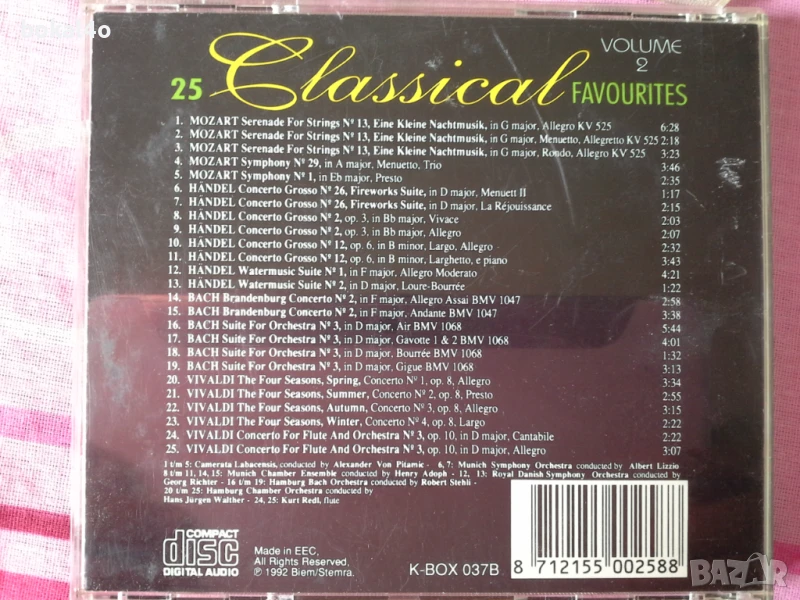 25 Classical FAVOURITES
VOLUME
2
1. MOZART Serenade For Strings Nº 13, Eine Kleine Nachtmusik, in G major, Allegro KV 525 6:28
2. MOZART Serenade For Strings Nº 13, Eine Kleine Nachtmusik, in G major, Menuetto, Allegretto KV 525 2:18
3. MOZART Serenade For Strings Nº 13, Eine Kleine Nachtmusik, in G major, Rondo, Allegro KV 525 3:23
4. MOZART Symphony Nº 29, in A major, Menuetto, Trio 3:46
5. MOZART Symphony Nº 1, in Eb major, Presto 2:35
6. HÄNDEL Concerto Grosso Nº 26, Fireworks Suite, in D major, Menuett II 1:17
7. HÄNDEL Concerto Grosso Nº 26, Fireworks Suite, in D major, La Réjouissance 2:15
8. HÄNDEL Concerto Grosso Nº 2, op. 3, in Bb major, Vivace 2:03
9. HÄNDEL Concerto Grosso Nº 2, op. 3, in Bb major, Allegro 2:07
10. HÄNDEL Concerto Grosso Nº 12, op. 6, in B minor, Largo, Allegro 2:32
11. HÄNDEL Concerto Grosso Nº 12, op. 6, in B minor, Larghetto, e piano 3:43
12. HÄNDEL Watermusic Suite Nº 1, in F major, Allegro Moderato 4:21
13. HÄNDEL Watermusic Suite Nº 2, in D major, Loure-Bourrée 1:22
14. BACH Brandenburg Concerto Nº 2, in F major, Allegro Assai BMV 1047 2:58
15. BACH Brandenburg Concerto Nº 2, in F major, Andante BMV 1047 3:38
16. BACH Suite For Orchestra Nº 3, in D major, Air BMV 1068 5:44
17. BACH Suite For Orchestra Nº 3, in D major, Gavotte 1 & 2 BMV 1068 4:01
18. BACH Suite For Orchestra Nº 3, in D major, Bourrée BMV 1068 1:32
19. BACH Suite For Orchestra Nº 3, in D major, Gigue BMV 1068 3:13
20. VIVALDI The Four Seasons, Spring, Concerto Nº 1, op. 8, Allegro 3:34
21. VIVALDI The Four Seasons, Summer, Concerto Nº 2, op. 8, Presto 2:55
22. VIVALDI The Four Seasons, Autumn, Concerto Nº 3, op. 8, Allegro 3:15
23. VIVALDI The Four Seasons, Winter, Concerto Nº 4, op. 8, Largo 2:22
24. VIVALDI Concerto For Flute And Orchestra Nº 3, op. 10, in D major, Cantabile 2:22
25. VIVALDI Concerto For Flute And Orchestra Nº 3, op. 10, in D major, Allegro 3:07
1 t/m 5: Camerata Labacensis, conducted by Alexander Von Pitamic - 6, 7: Munich Symphony Orchestra conducted by Albert Lizzio
8 t/m 11, 14, 15: Munich Chamber Ensemble conducted by Henry Adoph - 12, 13: Royal Danish Symphony Orchestra conducted by
Georg Richter - 16 t/m 19: Hamburg Bach Orchestra conducted by Robert Stehli
20 t/m 25: Hamburg Chamber Orchestra conducted by
Hans Jürgen Walther - 24, 25: Kurt Redl, flute
COMPACT
disc
DIGITAL AUDIO
Made in EEC,
All Rights Reserved,
℗ 1992 Biem/Stemra.
K-BOX 037B
8 712155 002588
BAZAR